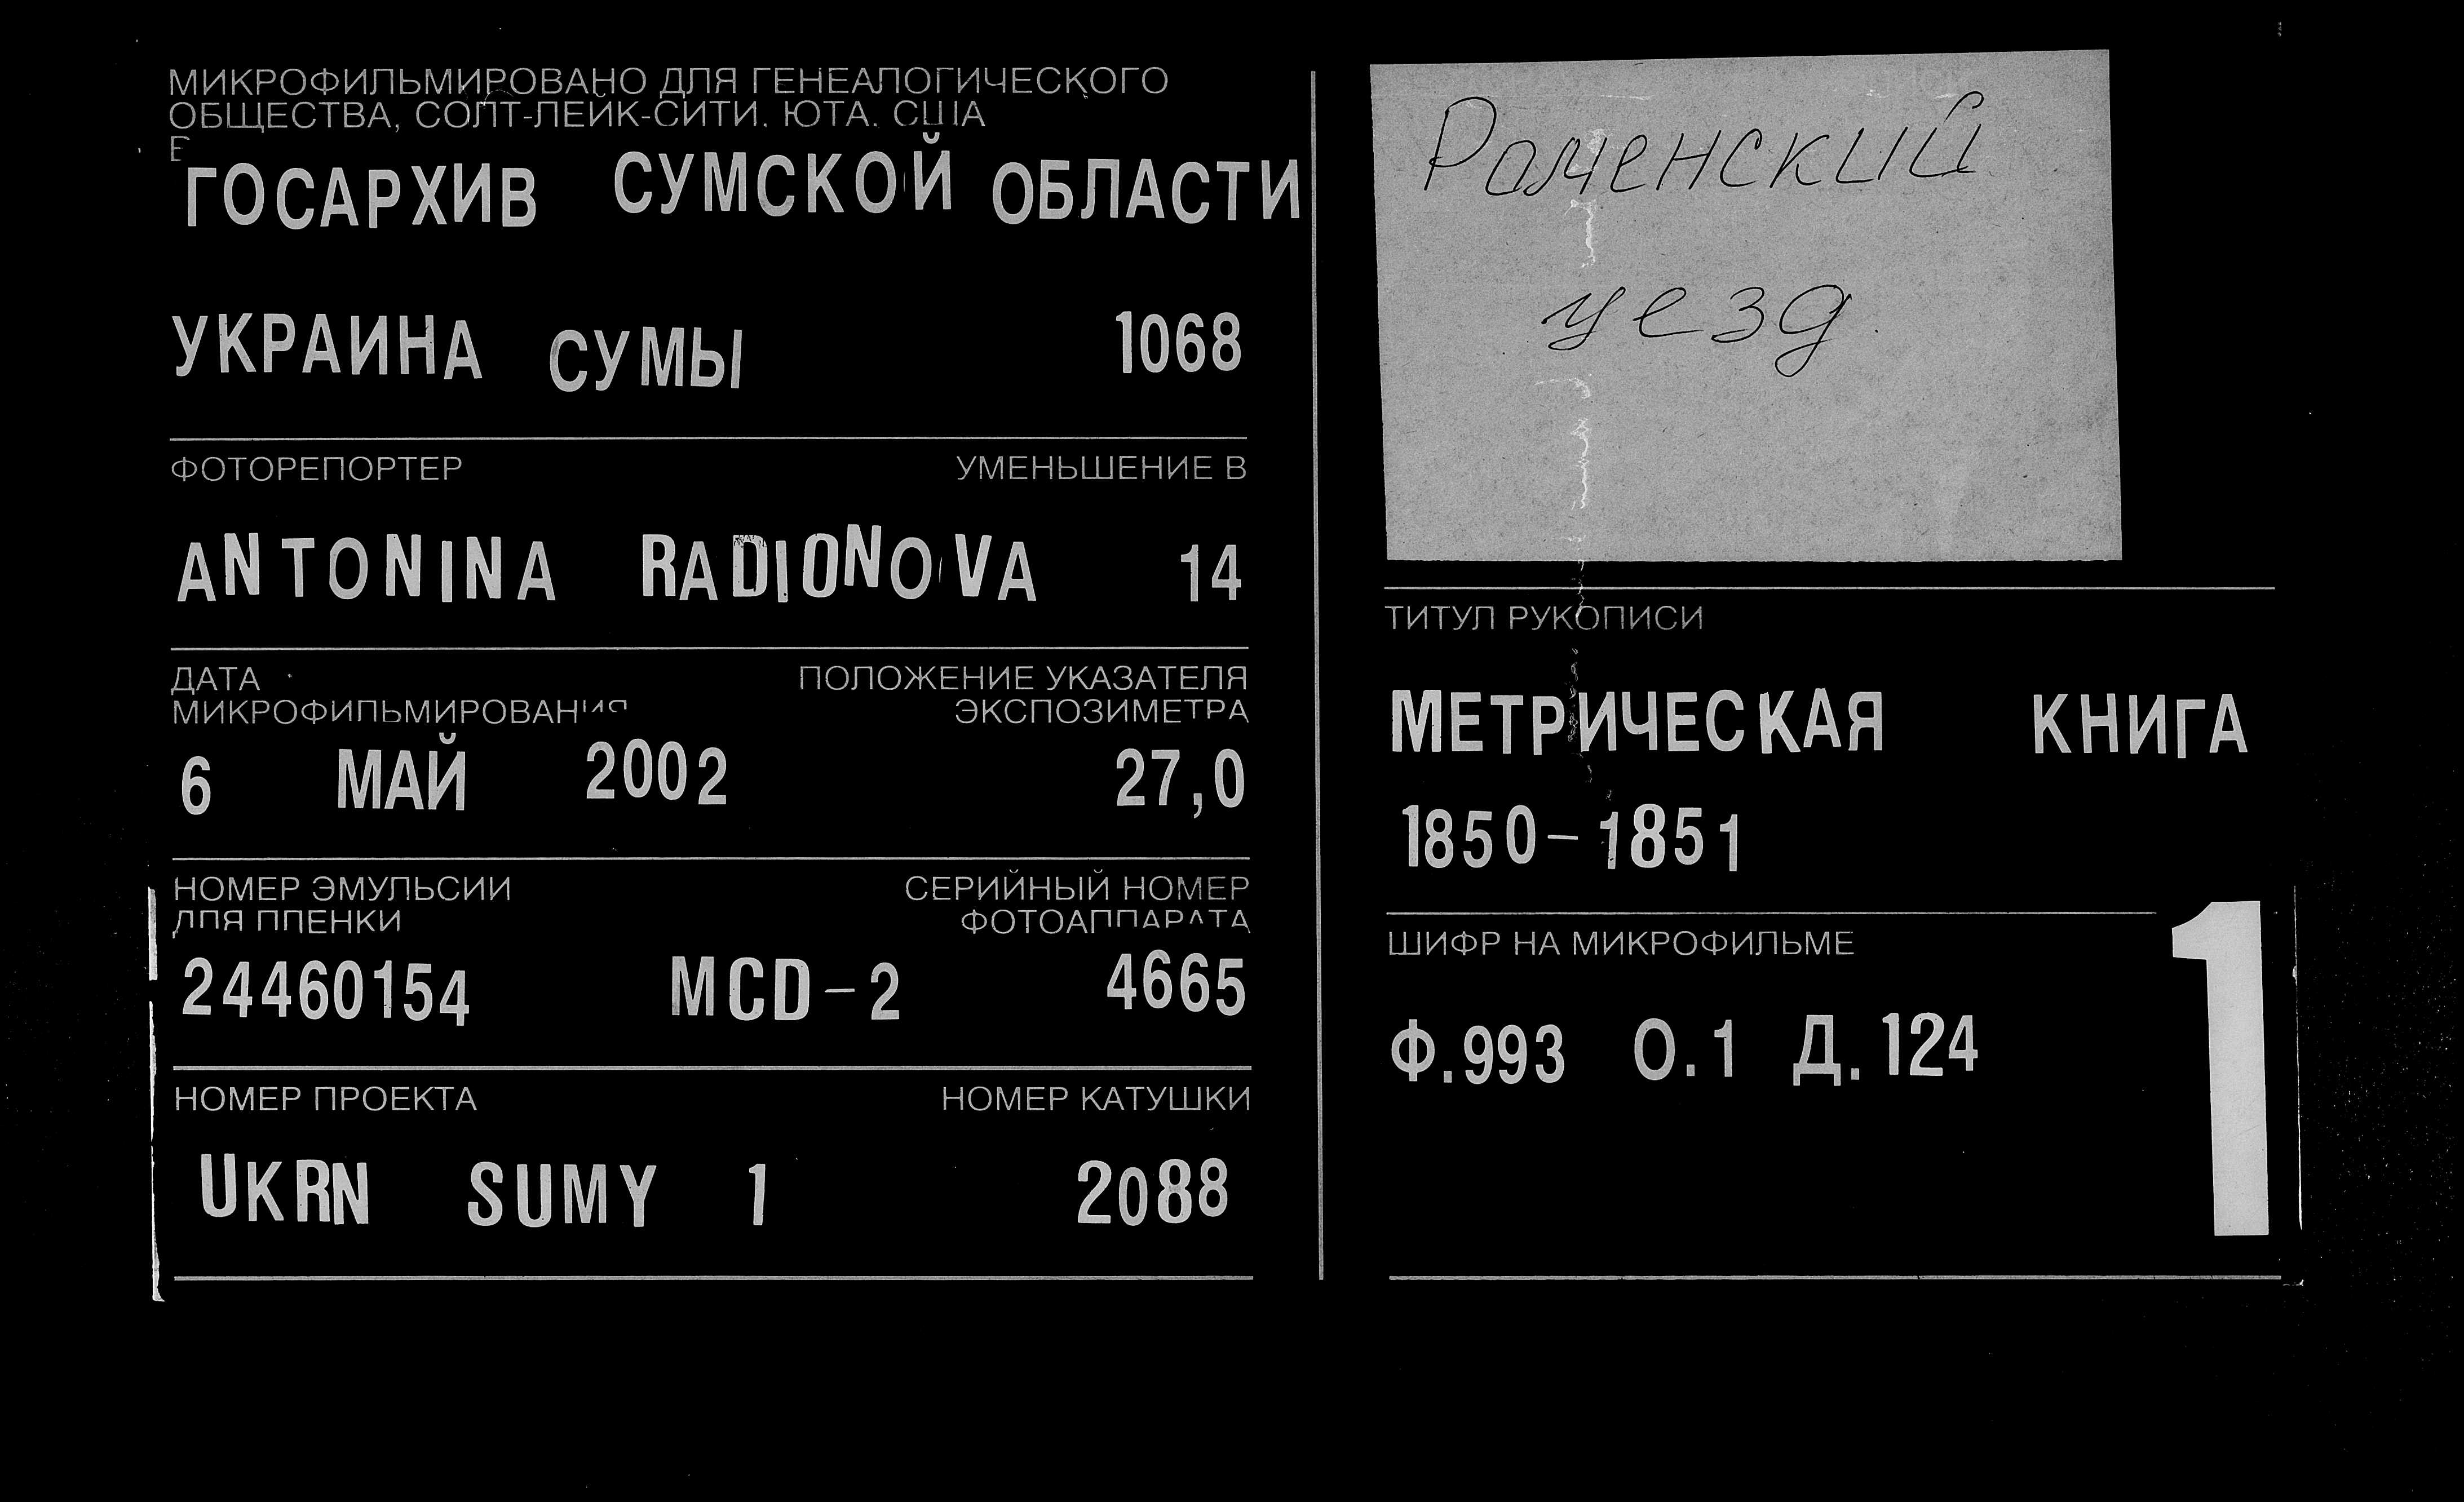 МИКРОФИЛЬМИРОВАНО ДЛЯ ГЕНЕАЛОГИЧЕСКОГО
ОБЩЕСТВА, СОЛТ-ЛЕЙК-СИТИ. ЮТА. США
В
ГОСАРХИВ СУМСКОЙ ОБЛАСТИ
УКРАИНА СУМЫ 1068
ФОТОРЕПОРТЕР УМЕНЬШЕНИЕ В
ANTONINA RADIONOVA 14
ДАТА ПОЛОЖЕНИЕ УКАЗАТЕЛЯ
МИКРОФИЛЬМИРОВАНИЯ ЭКСПОЗИМЕТРА
6 МАЙ 2002 27,0
НОМЕР ЭМУЛЬСИИ СЕРИЙНЫЙ НОМЕР
ДЛЯ ПЛЕНКИ ФОТОАППАРАТА
24460154 MCD-2 4665
НОМЕР ПРОЕКТА НОМЕР КАТУШКИ
UKRN SUMY 1 2088
Роменский
уезд
ТИТУЛ РУКОПИСИ
МЕТРИЧЕСКАЯ КНИГА
1850-1851
ШИФР НА МИКРОФИЛЬМЕ
Ф.993 О.1 Д.124
1